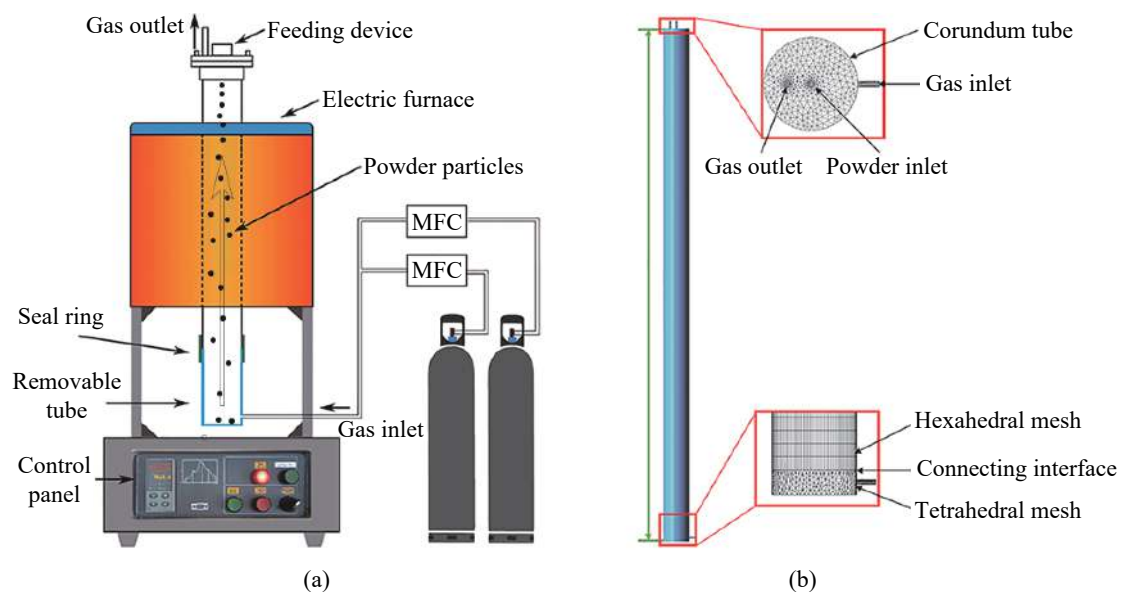 Gas outlet
Feeding device
Electric furnace
Powder particles
MFC
MFC
Seal ring
Removable
tube
Gas inlet
Control
panel
(a)
Corundum tube
Gas inlet
Gas outlet
Powder inlet
Hexahedral mesh
Connecting interface
Tetrahedral mesh
(b)